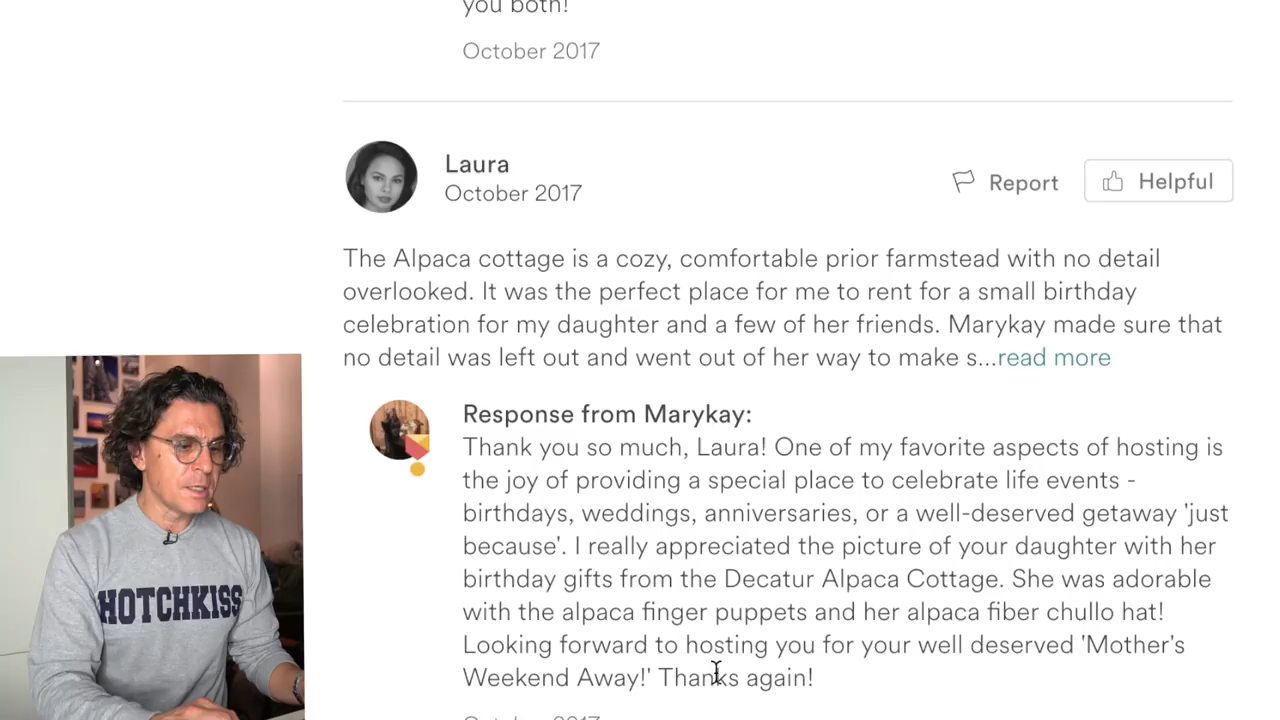 you both!
October 2017
Laura
October 2017
Report
Helpful
The Alpaca cottage is a cozy, comfortable prior farmstead with no detail
overlooked. It was the perfect place for me to rent for a small birthday
celebration for my daughter and a few of her friends. Marykay made sure that
no detail was left out and went out of her way to make s...read more
Response from Marykay:
Thank you so much, Laura! One of my favorite aspects of hosting is
the joy of providing a special place to celebrate life events -
birthdays, weddings, anniversaries, or a well-deserved getaway 'just
because'. I really appreciated the picture of your daughter with her
birthday gifts from the Decatur Alpaca Cottage. She was adorable
with the alpaca finger puppets and her alpaca fiber chullo hat!
Looking forward to hosting you for your well deserved 'Mother's
Weekend Away!' Thanks again!
October 2017
HOTCHKISS